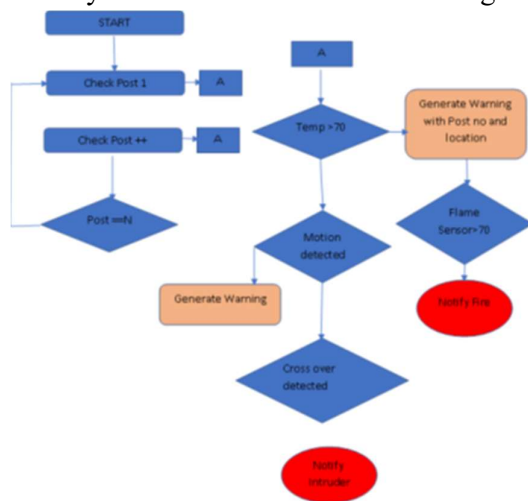 START
Check Post 1
A
Check Post ++
A
Post ==N
A
Temp >70
Generate Warning
with Post no and
location
Flame
Sensor>70
Notify Fire
Motion
detected
Generate Warning
Cross over
detected
Notify
Intruder